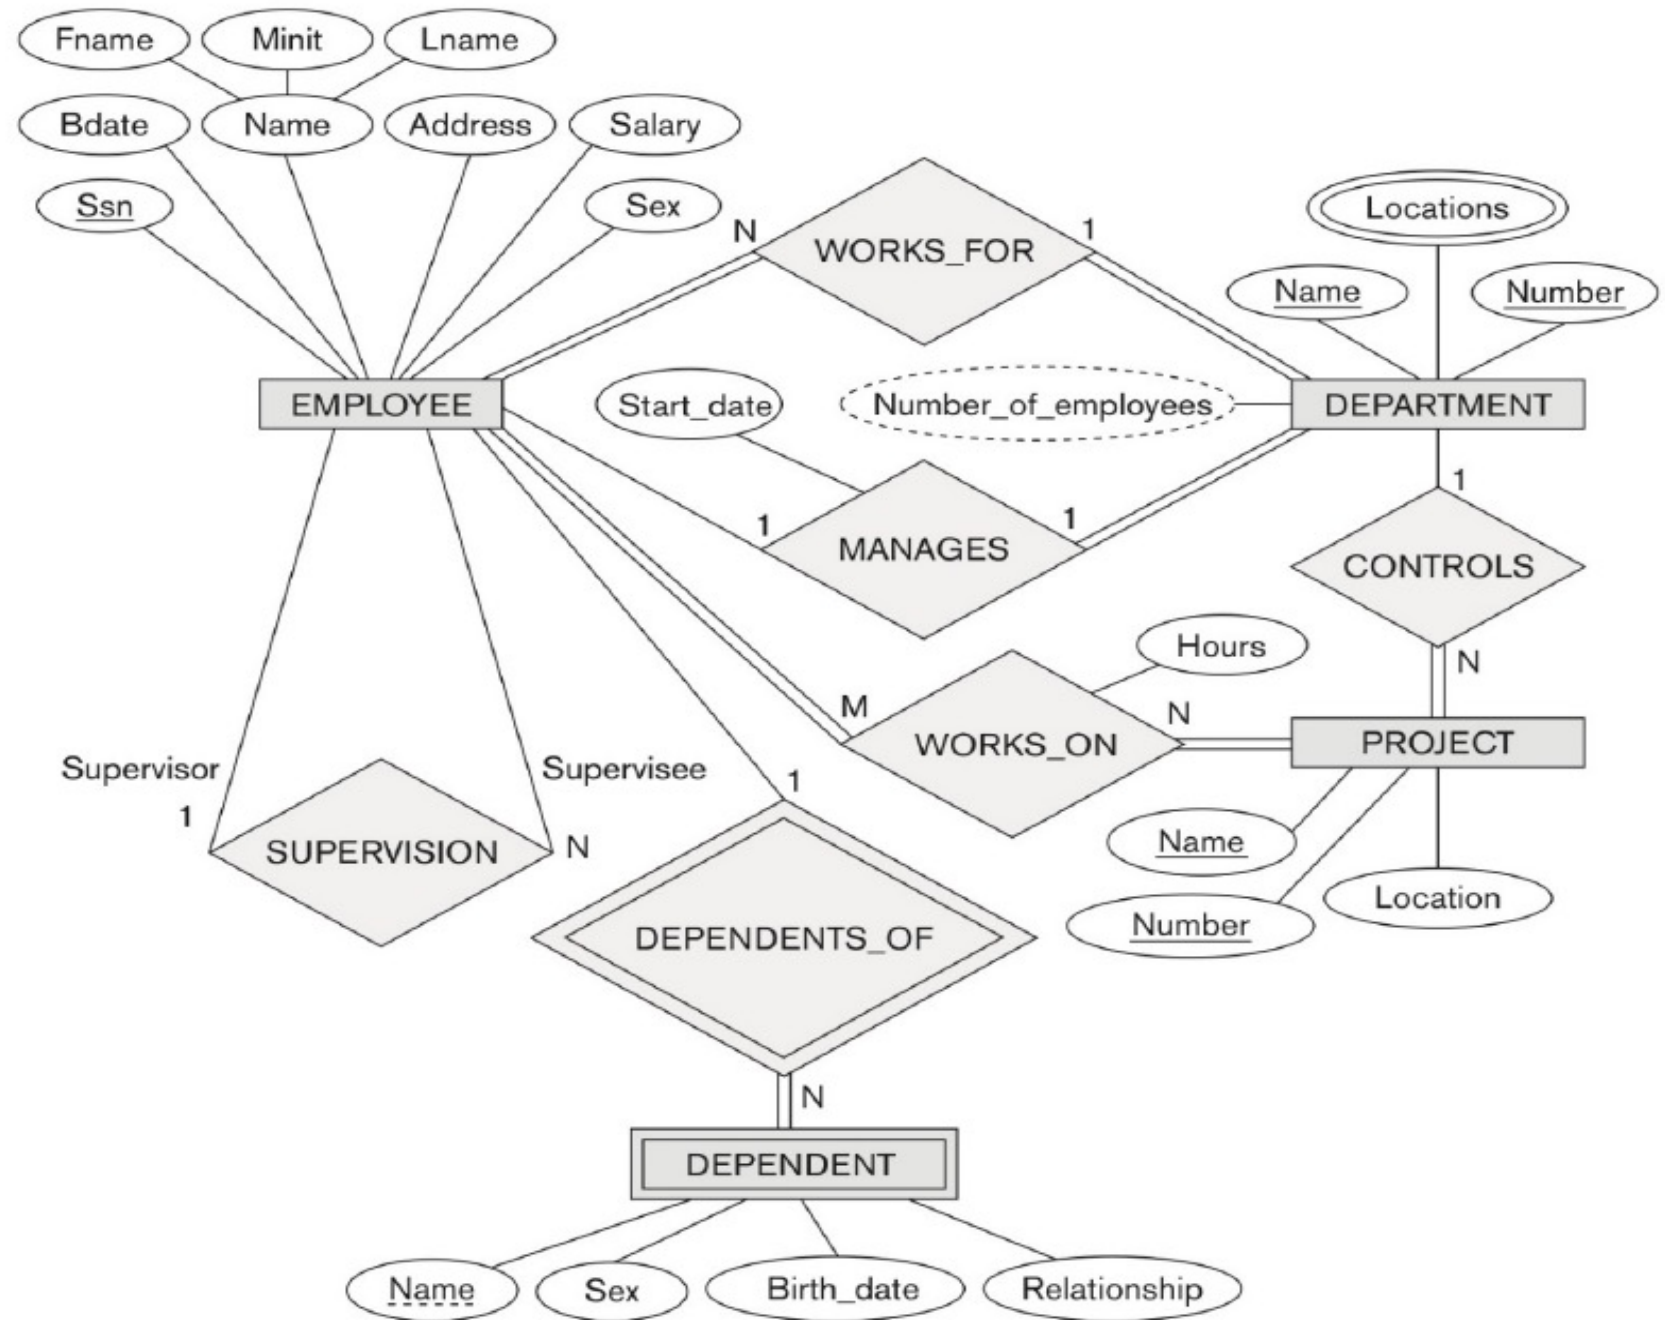 Fname
Minit
Lname
Bdate
Name
Address
Salary
Ssn
Sex
N
WORKS_FOR
1
Locations
Name
Number
EMPLOYEE
Start_date
Number_of_employees
DEPARTMENT
1
MANAGES
1
1
CONTROLS
N
Hours
M
WORKS_ON
N
PROJECT
Supervisor
1
SUPERVISION
Supervisee
N
1
Name
Number
Location
DEPENDENTS_OF
N
DEPENDENT
Name
Sex
Birth_date
Relationship